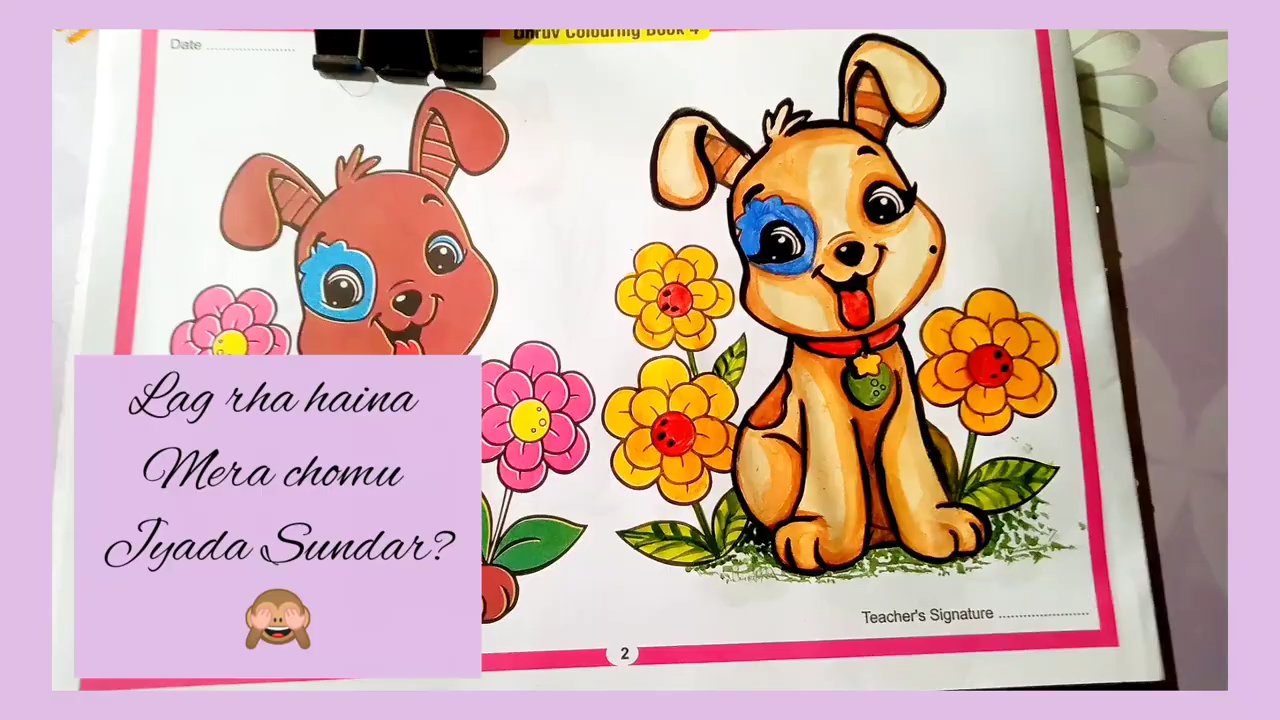 Date ........................
Dhruv Colouring Book 4
Lag rha haina
Mera chomu
Jyada Sundar?
Teacher's Signature ........................
2